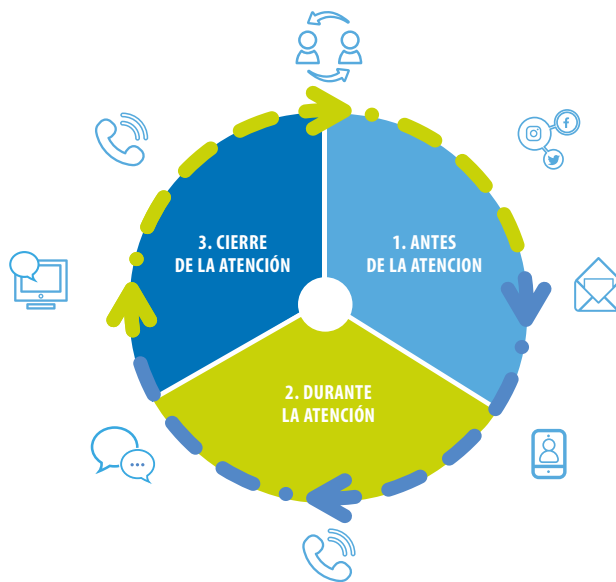 1. ANTES
DE LA ATENCION
2. DURANTE
LA ATENCIÓN
3. CIERRE
DE LA ATENCIÓN